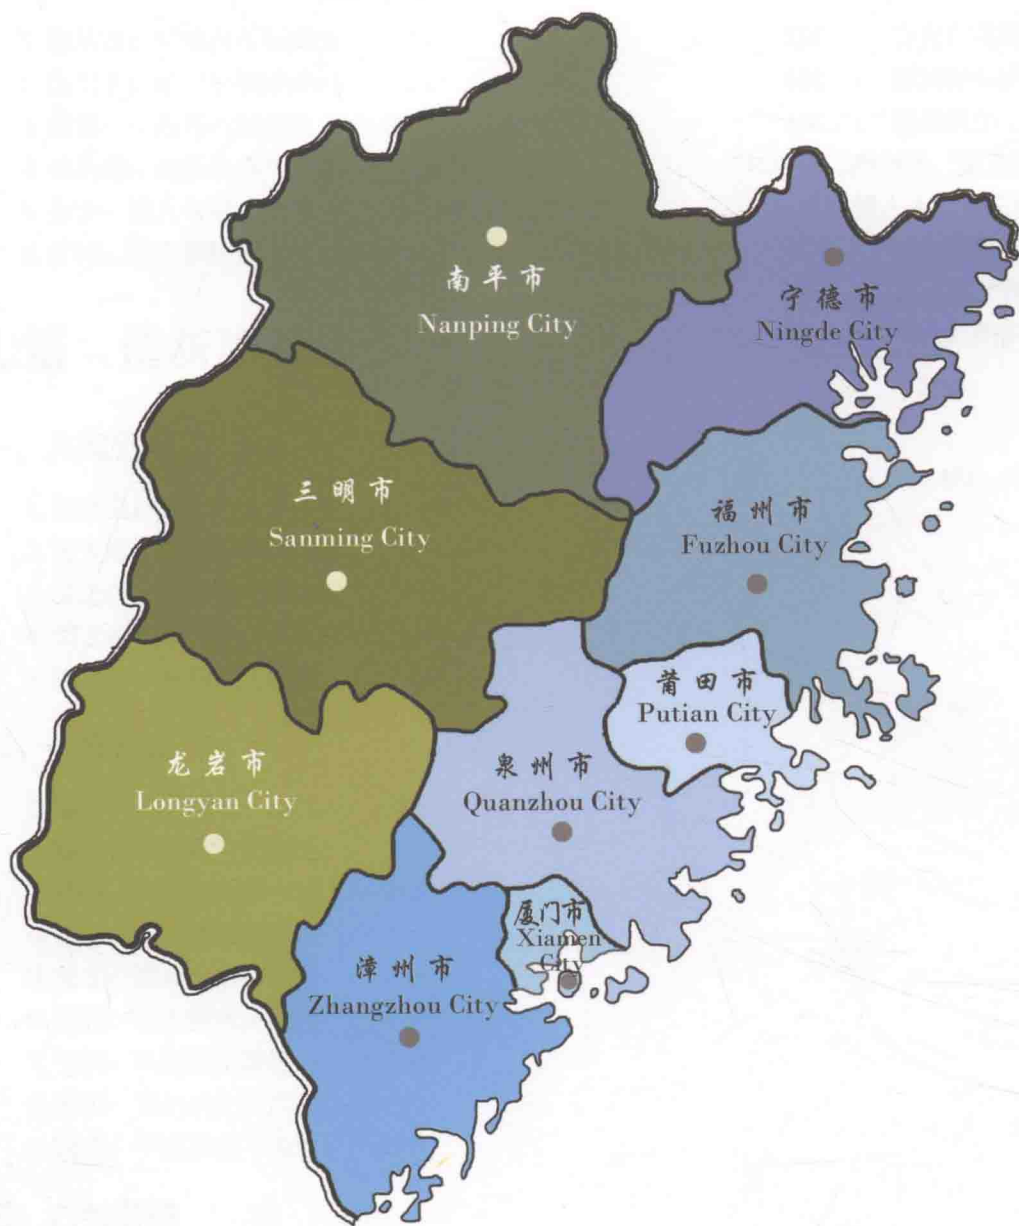 南平市
Nanping City
宁德市
Ningde City
三明市
Sanming City
福州市
Fuzhou City
莆田市
Putian City
龙岩市
Longyan City
泉州市
Quanzhou City
厦门市
Xiamen
City
漳州市
Zhangzhou City